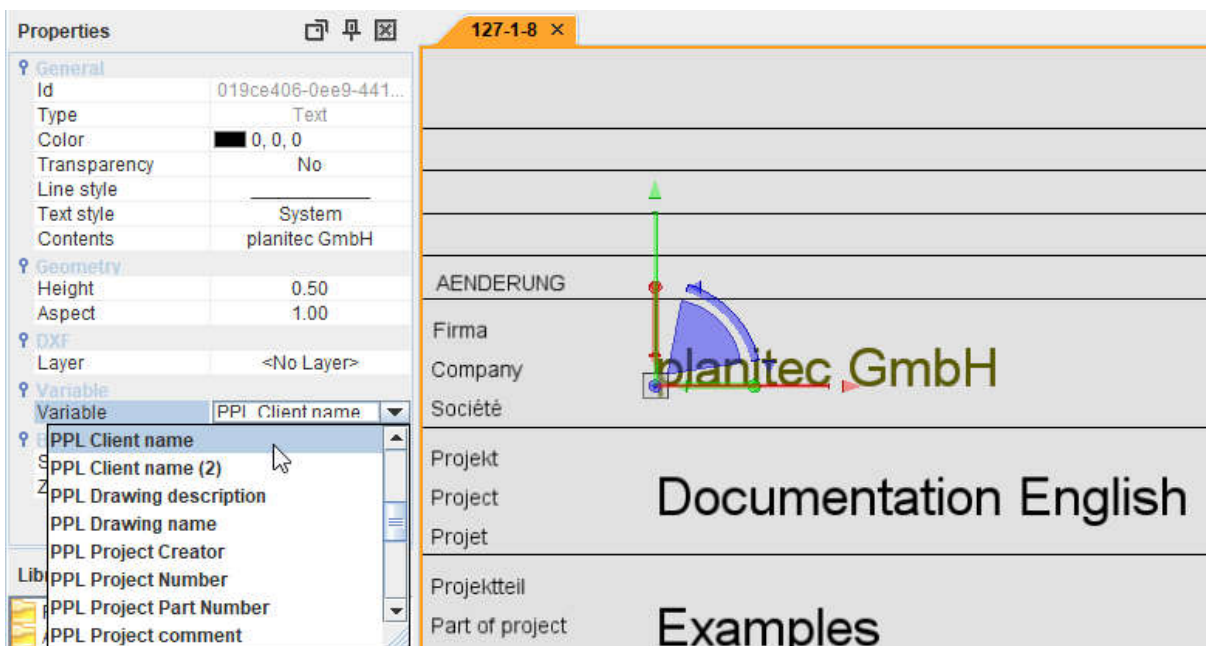 Properties
127-1-8 ×
General
Id 019ce406-0ee9-441...
Type Text
Color 0, 0, 0
Transparency No
Line style
Text style System
Contents planitec GmbH
Geometry
Height 0.50
Aspect 1.00
DXF
Layer <No Layer>
Variable
Variable PPL Client name
PPL Client name
PPL Client name (2)
PPL Drawing description
PPL Drawing name
PPL Project Creator
PPL Project Number
PPL Project Part Number
PPL Project comment
AENDERUNG
Firma
Company
Société
planitec GmbH
Projekt
Project
Projet
Documentation English
Projektteil
Part of project
Examples